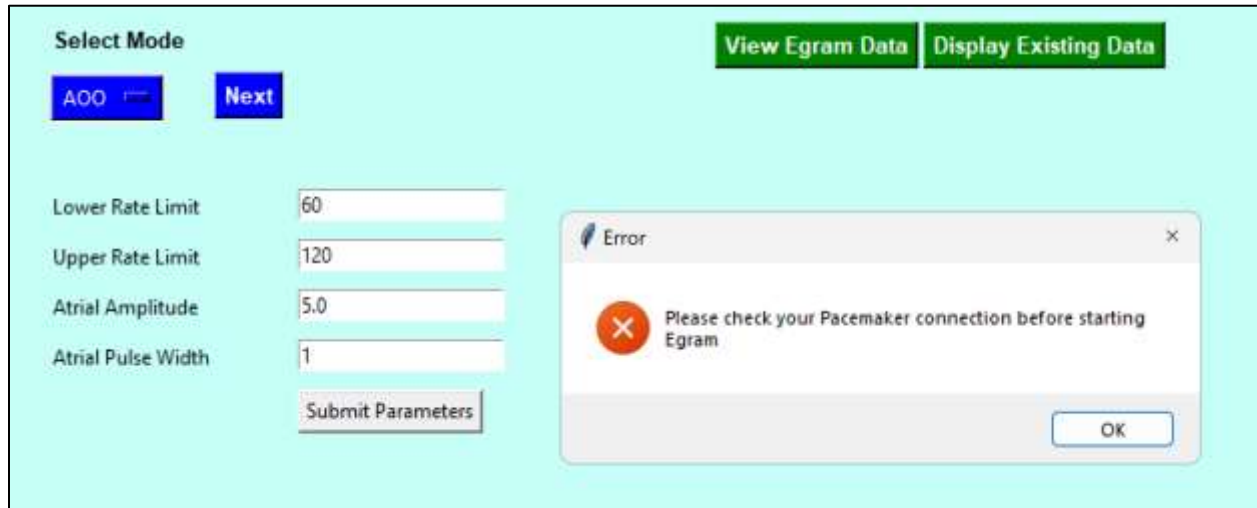 Select Mode
View Egram Data
Display Existing Data
AOO
Next
Lower Rate Limit
60
Upper Rate Limit
120
Atrial Amplitude
5.0
Atrial Pulse Width
1
Submit Parameters
Error
Please check your Pacemaker connection before starting
Egram
OK